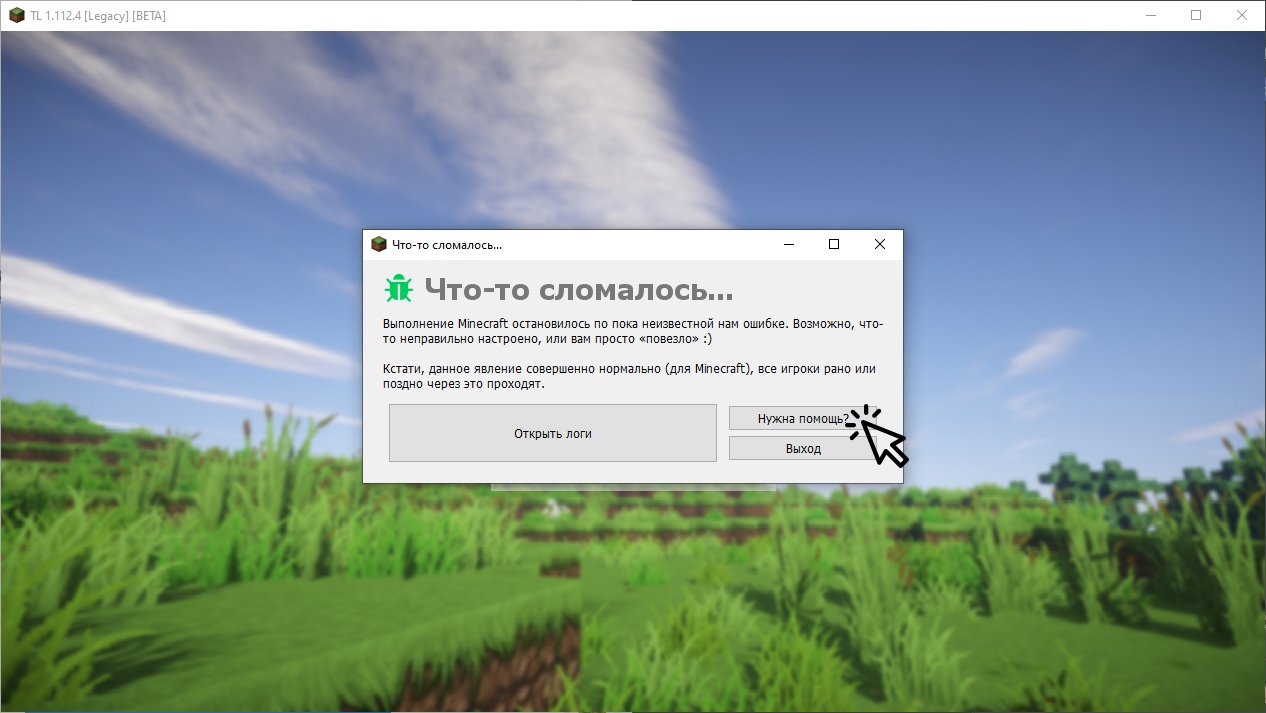 TL 1.112.4 [Legacy] [BETA]
Что-то сломалось...
Что-то сломалось...
Выполнение Minecraft остановилось по пока неизвестной нам ошибке. Возможно, что-
то неправильно настроено, или вам просто «повезло» :)
Кстати, данное явление совершенно нормально (для Minecraft), все игроки рано или
поздно через это проходят.
Открыть логи
Нужна помощь?
Выход